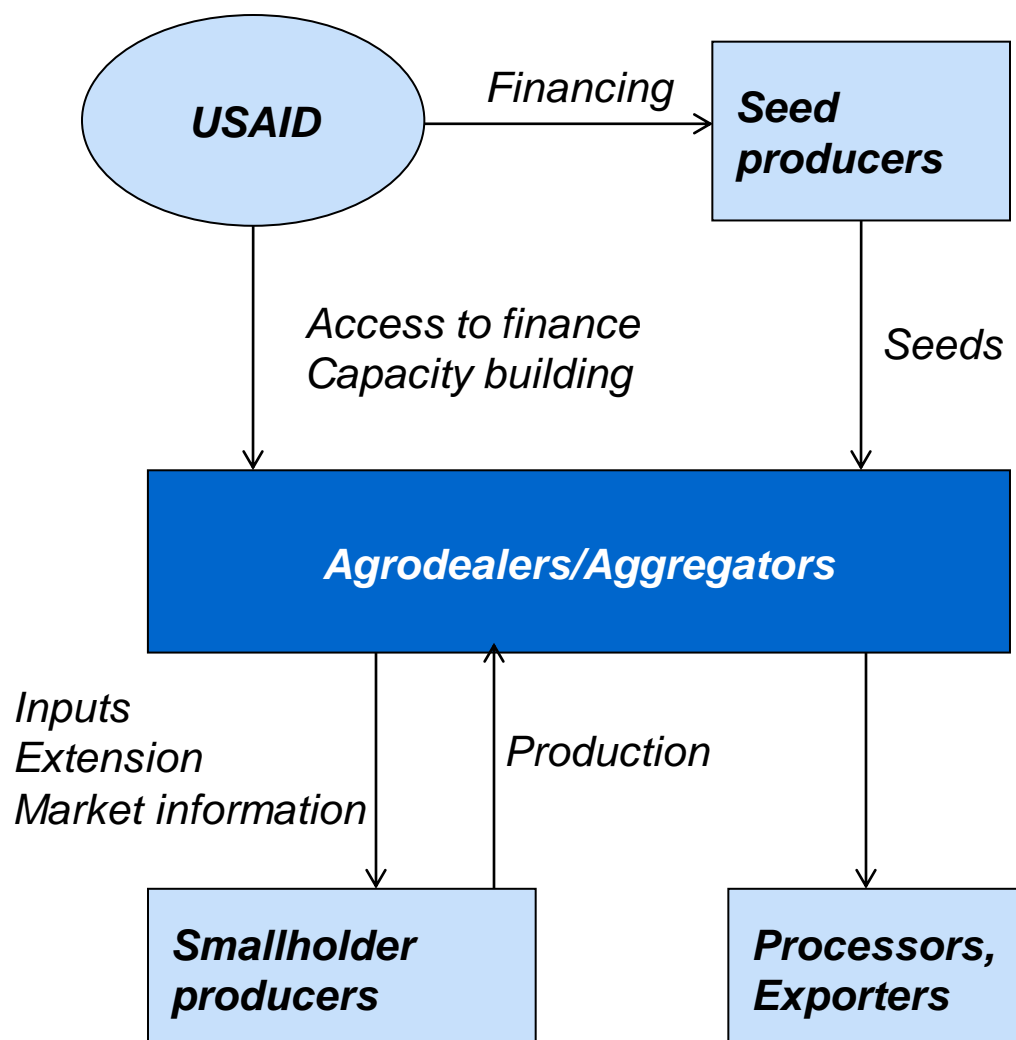 USAID
Financing
Seed
producers
Access to finance
Capacity building
Seeds
Agrodealers/Aggregators
Inputs
Extension
Market information
Production
Smallholder
producers
Processors,
Exporters